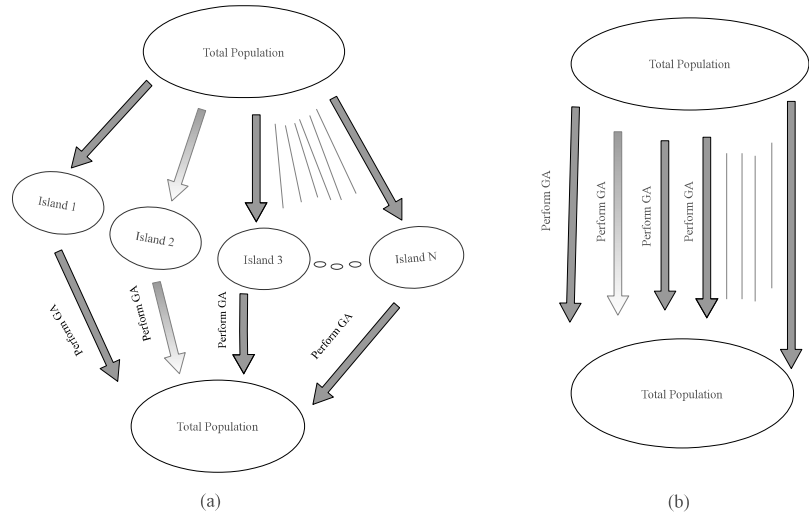 Total Population
Island 1
Island 2
Island 3
Island N
Perform GA
Perform GA
Perform GA
Perform GA
Total Population
(a)
Total Population
Perform GA
Perform GA
Perform GA
Perform GA
Total Population
(b)